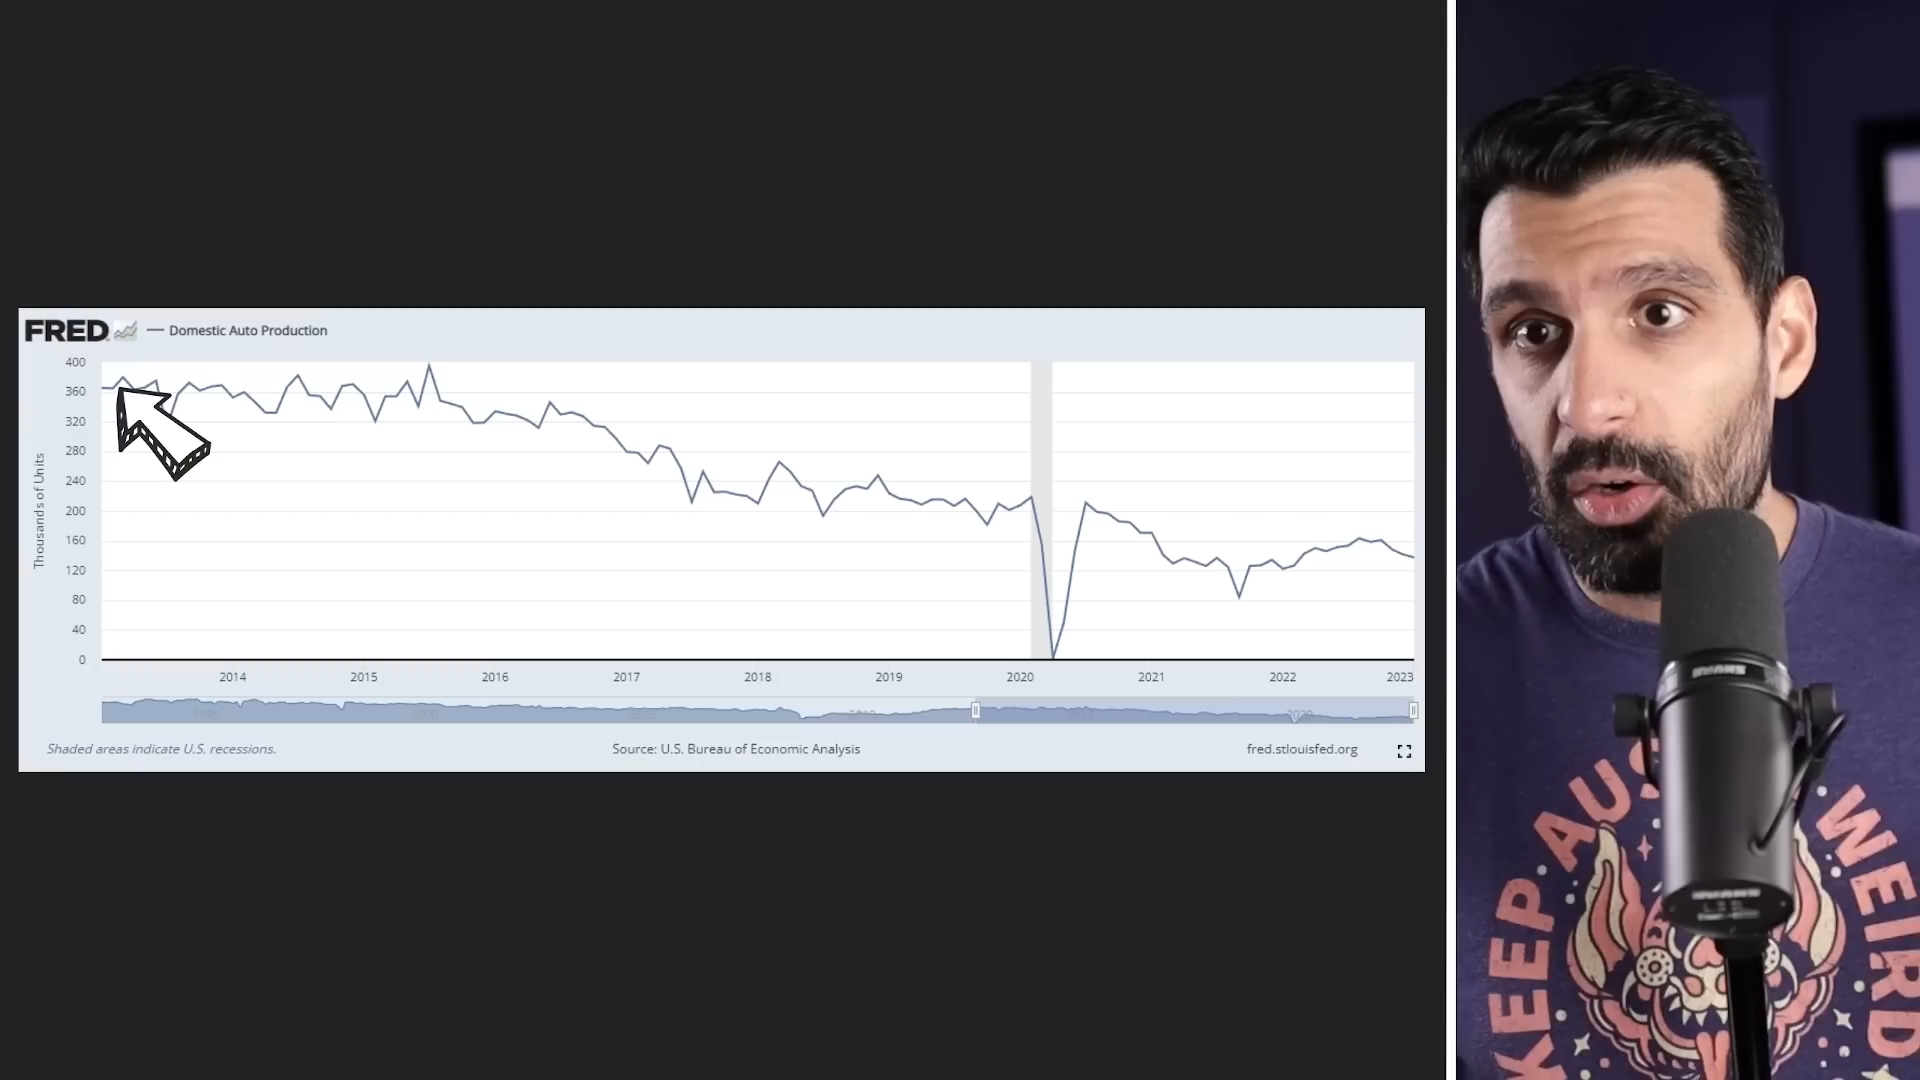 FRED
Domestic Auto Production
400
360
320
280
240
200
160
120
80
40
0
Thousands of Units
2014
2015
2016
2017
2018
2019
2020
2021
2022
2023
Shaded areas indicate U.S. recessions.
Source: U.S. Bureau of Economic Analysis
fred.stlouisfed.org
KEEP AUS
WEIRD